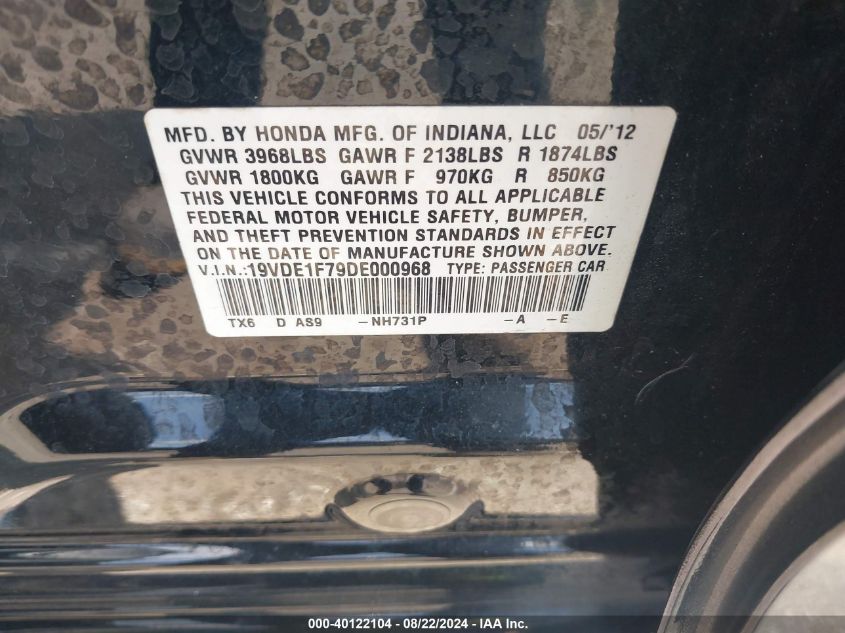 MFD. BY HONDA MFG. OF INDIANA, LLC 05/'12
GVWR 3968LBS GAWR F 2138LBS R 1874LBS
GVWR 1800KG GAWR F 970KG R 850KG
THIS VEHICLE CONFORMS TO ALL APPLICABLE
FEDERAL MOTOR VEHICLE SAFETY, BUMPER,
AND THEFT PREVENTION STANDARDS IN EFFECT
ON THE DATE OF MANUFACTURE SHOWN ABOVE.
V.I.N.:19VDE1F79DE000968 TYPE: PASSENGER CAR
TX6 D AS9 -NH731P -A -E
000-40122104 - 08/22/2024 - IAA Inc.